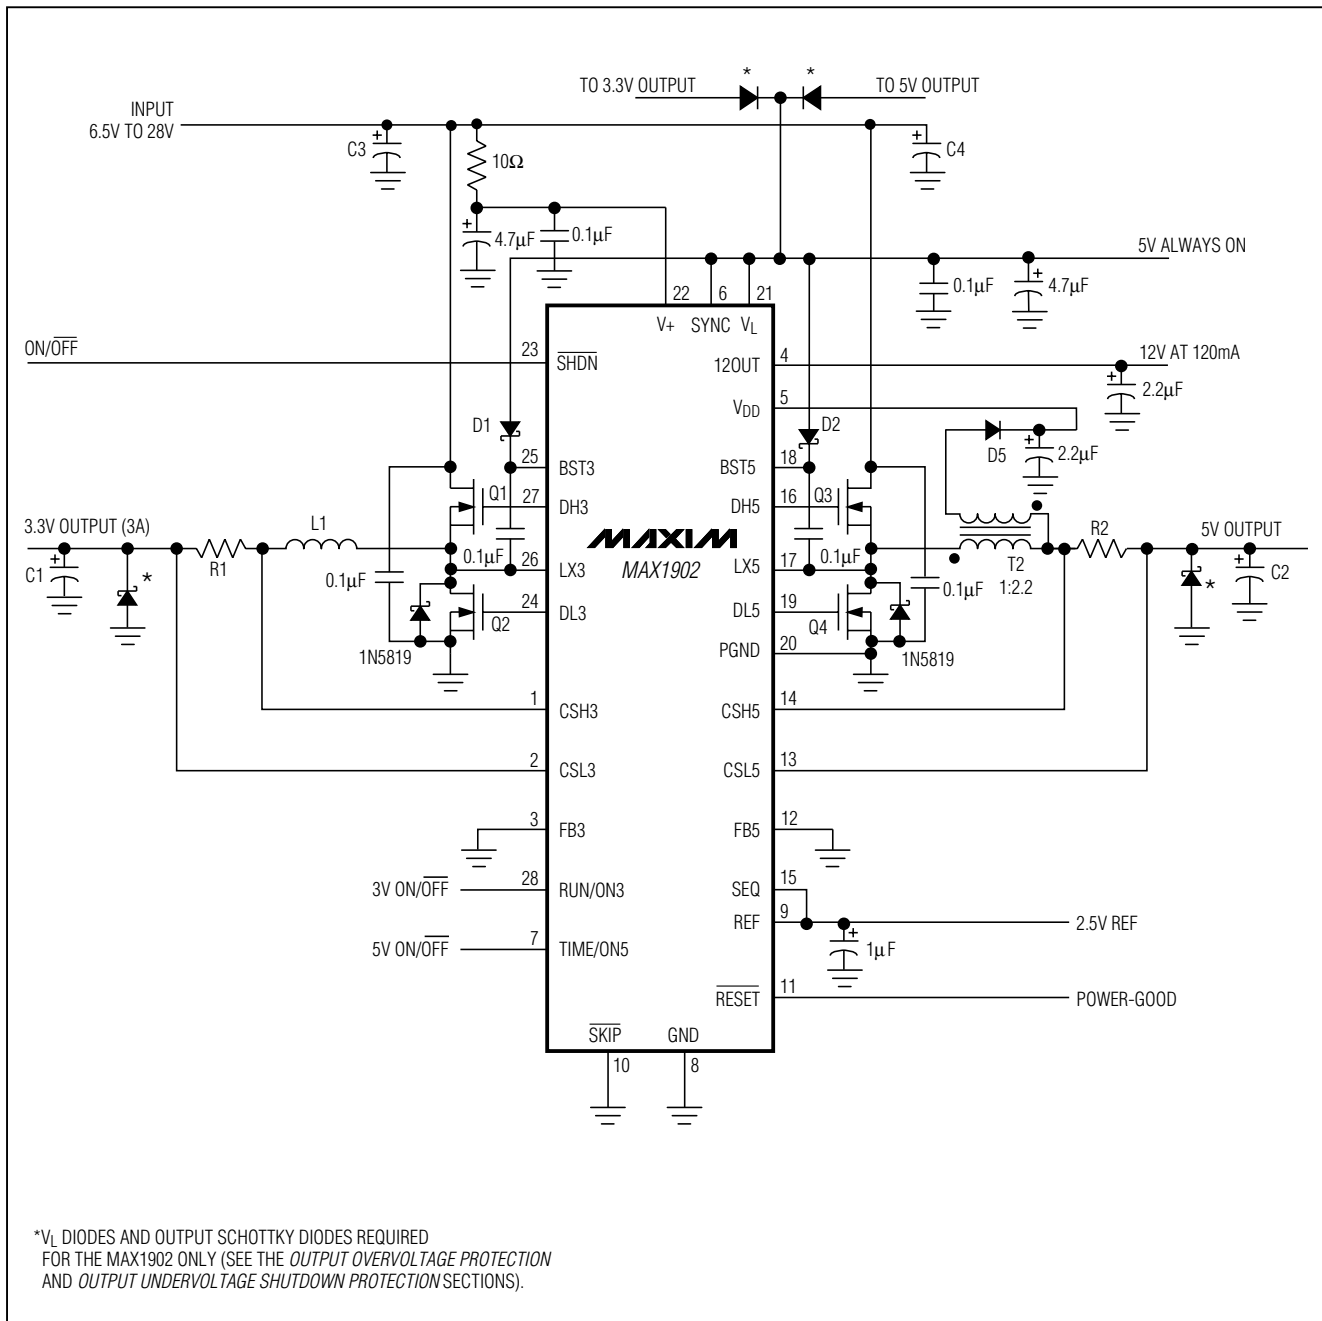 TO 3.3V OUTPUT * * TO 5V OUTPUT
INPUT
6.5V TO 28V
C3 + 10Ω + C4
+ 4.7μF 0.1μF
5V ALWAYS ON
0.1μF + 4.7μF
22 6 21
V+ SYNC VL
ON/OFF 23 SHDN
12OUT 4 12V AT 120mA
+ 2.2μF
VDD 5
D1 D2 D5 + 2.2μF
25 BST3 BST5 18
Q1 27 DH3 DH5 16 Q3
3.3V OUTPUT (3A) L1 R2 5V OUTPUT
MAXIM
MAX1902
+ C1 * R1 0.1μF 0.1μF 26 LX3 LX5 17 0.1μF 0.1μF T2 * + C2
1:2.2
Q2 24 DL3 DL5 19 Q4
1N5819 PGND 20 1N5819
1 CSH3 CSH5 14
2 CSL3 CSL5 13
3 FB3 FB5 12
3V ON/OFF 28 RUN/ON3 SEQ 15
REF 9 2.5V REF
5V ON/OFF 7 TIME/ON5 + 1μF
RESET 11 POWER-GOOD
SKIP GND
10 8
*VL DIODES AND OUTPUT SCHOTTKY DIODES REQUIRED
FOR THE MAX1902 ONLY (SEE THE OUTPUT OVERVOLTAGE PROTECTION
AND OUTPUT UNDERVOLTAGE SHUTDOWN PROTECTION SECTIONS).